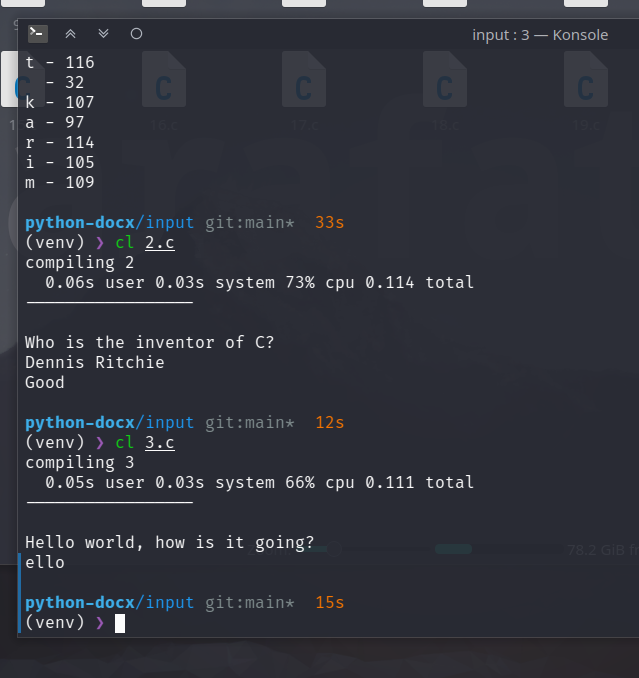 input : 3 — Konsole
t - 116
  - 32
k - 107
a - 97
r - 114
i - 105
m - 109
python-docx/input git:main*  33s
(venv) ❯ cl 2.c
compiling 2
  0.06s user 0.03s system 73% cpu 0.114 total
Who is the inventor of C?
Dennis Ritchie
Good
python-docx/input git:main*  12s
(venv) ❯ cl 3.c
compiling 3
  0.05s user 0.03s system 66% cpu 0.111 total
Hello world, how is it going?
ello
78.2 GiB
python-docx/input git:main*  15s
(venv) ❯